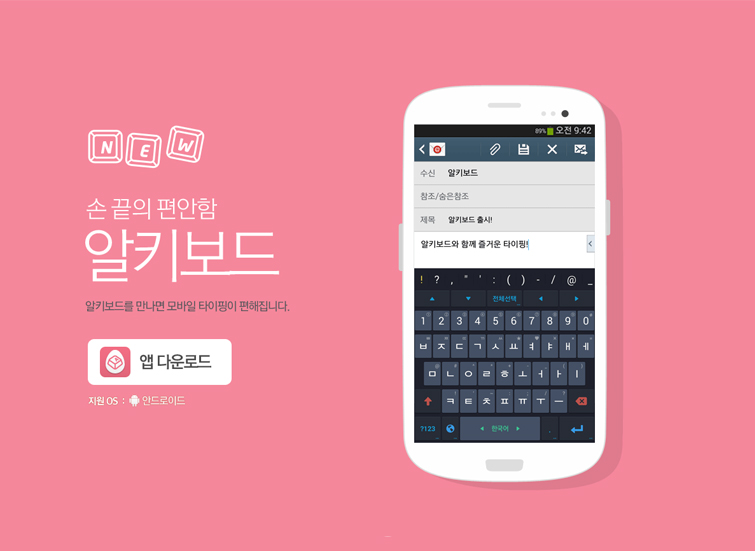 NEW
손 끝의 편안함
알키보드
알키보드를 만나면 모바일 타이핑이 편해집니다.
앱 다운로드
지원 OS : 안드로이드
89% 오전 9:42
수신 알키보드
참조/숨은참조
제목 알키보드 출시!
알키보드와 함께 즐거운 타이핑!
! ? , " ' : ( ) - / @ _
전체선택
1 2 3 4 5 6 7 8 9 0
ㅂ ㅈ ㄷ ㄱ ㅅ ㅛ ㅕ ㅑ ㅐ ㅔ
ㅁ ㄴ ㅇ ㄹ ㅎ ㅗ ㅓ ㅏ ㅣ
ㅋ ㅌ ㅊ ㅍ ㅠ ㅜ ㅡ
?123 한국어 .